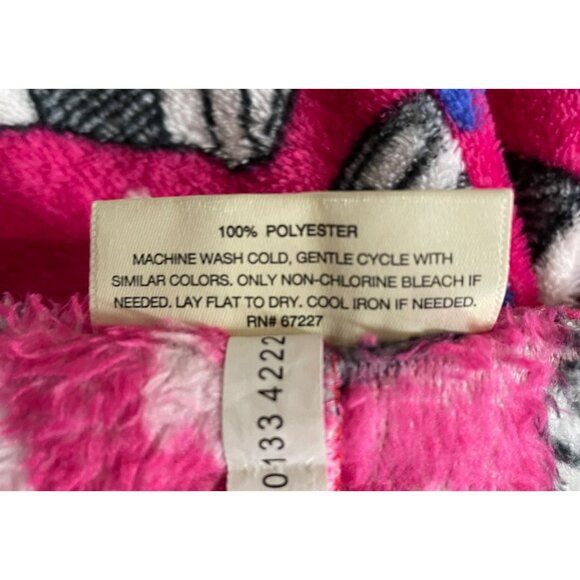 100% POLYESTER
MACHINE WASH COLD, GENTLE CYCLE WITH
SIMILAR COLORS. ONLY NON-CHLORINE BLEACH IF
NEEDED. LAY FLAT TO DRY. COOL IRON IF NEEDED.
RN# 67227
0133 4222